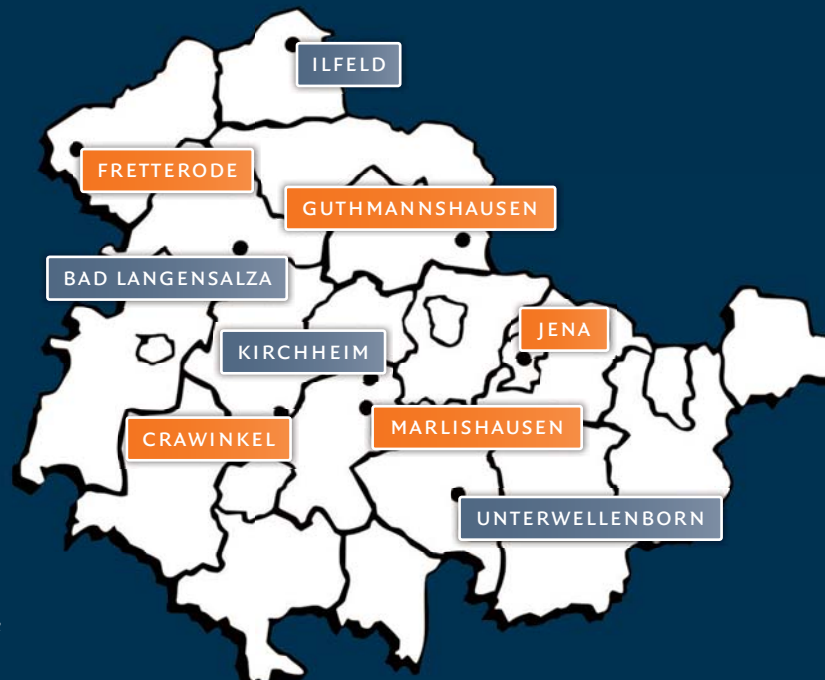 ILFELD
FRETTERODE
GUTHMANNSHAUSEN
BAD LANGENSALZA
JENA
KIRCHHEIM
MARLISHAUSEN
CRAWINKEL
UNTERWELLENBORN